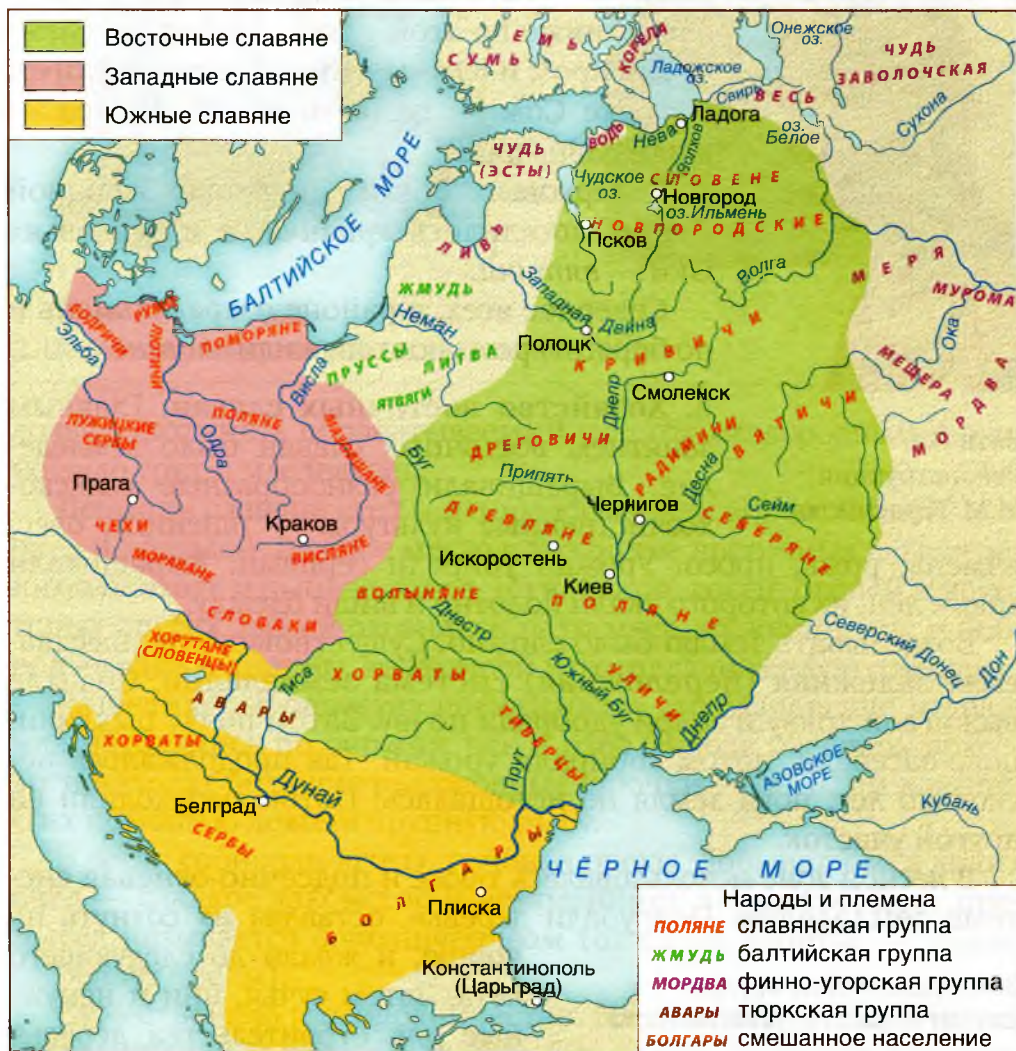 Восточные славяне
Западные славяне
Южные славяне
СУМЬ
ЕМЬ
КОРЕЛА
Онежское
оз.
Ладожское
оз.
Свирь
ЧУДЬ
ЗАВОЛОЧСКАЯ
ВЕСЬ
Сухона
оз.
Белое
Ладога
Нева
ВОДЬ
Волхов
ЧУДЬ
(ЭСТЫ)
Чудское
оз.
СЛОВЕНЕ
Новгород
оз. Ильмень
НОВГОРОДСКИЕ
Псков
БАЛТИЙСКОЕ МОРЕ
ЛИВЬ
Западная Двина
Волга
МЕРЯ
МУРОМА
Ока
МЕЩЕРА
МОРДВА
ЖМУДЬ
Неман
Полоцк
КРИВИЧИ
ПРУССЫ
ЛИТВА
ЯТВЯГИ
Смоленск
Днепр
РАДИМИЧИ
ВЯТИЧИ
Десна
БОДРИЧИ
РУЯНЕ
ЛЮТИЧИ
ПОМОРЯНЕ
Эльба
Висла
ПОЛЯНЕ
МАЗОВШАНЕ
ЛУЖИЦКИЕ
СЕРБЫ
Одра
Прага
ЧЕХИ
Краков
МОРАВАНЕ
ВИСЛЯНЕ
СЛОВАКИ
Буг
ДРЕГОВИЧИ
Припять
Чернигов
Сейм
ДРЕВЛЯНЕ
СЕВЕРЯНЕ
Искоростень
Киев
ВОЛЫНЯНЕ
ПОЛЯНЕ
Днестр
Северский Донец
Дон
ХОРУТАНЕ
(СЛОВЕНЦЫ)
Тиса
ХОРВАТЫ
Южный Буг
УЛИЧИ
Днепр
АВАРЫ
ТИВЕРЦЫ
Прут
ХОРВАТЫ
Дунай
АЗОВСКОЕ
МОРЕ
Кубань
Белград
СЕРБЫ
БОЛГАРЫ
ЧЁРНОЕ МОРЕ
Плиска
Константинополь
(Царьград)
Народы и племена
ПОЛЯНЕ славянская группа
ЖМУДЬ балтийская группа
МОРДВА финно-угорская группа
АВАРЫ тюркская группа
БОЛГАРЫ смешанное население